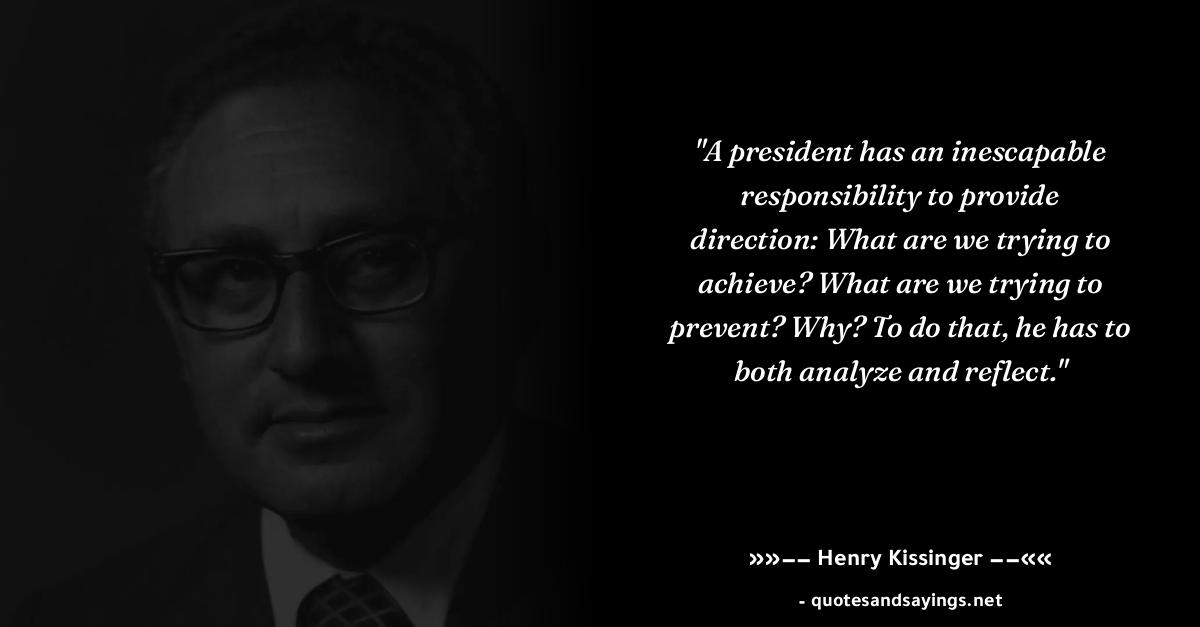 "A president has an inescapable
responsibility to provide
direction: What are we trying to
achieve? What are we trying to
prevent? Why? To do that, he has to
both analyze and reflect."
»»–– Henry Kissinger ––««
- quotesandsayings.net